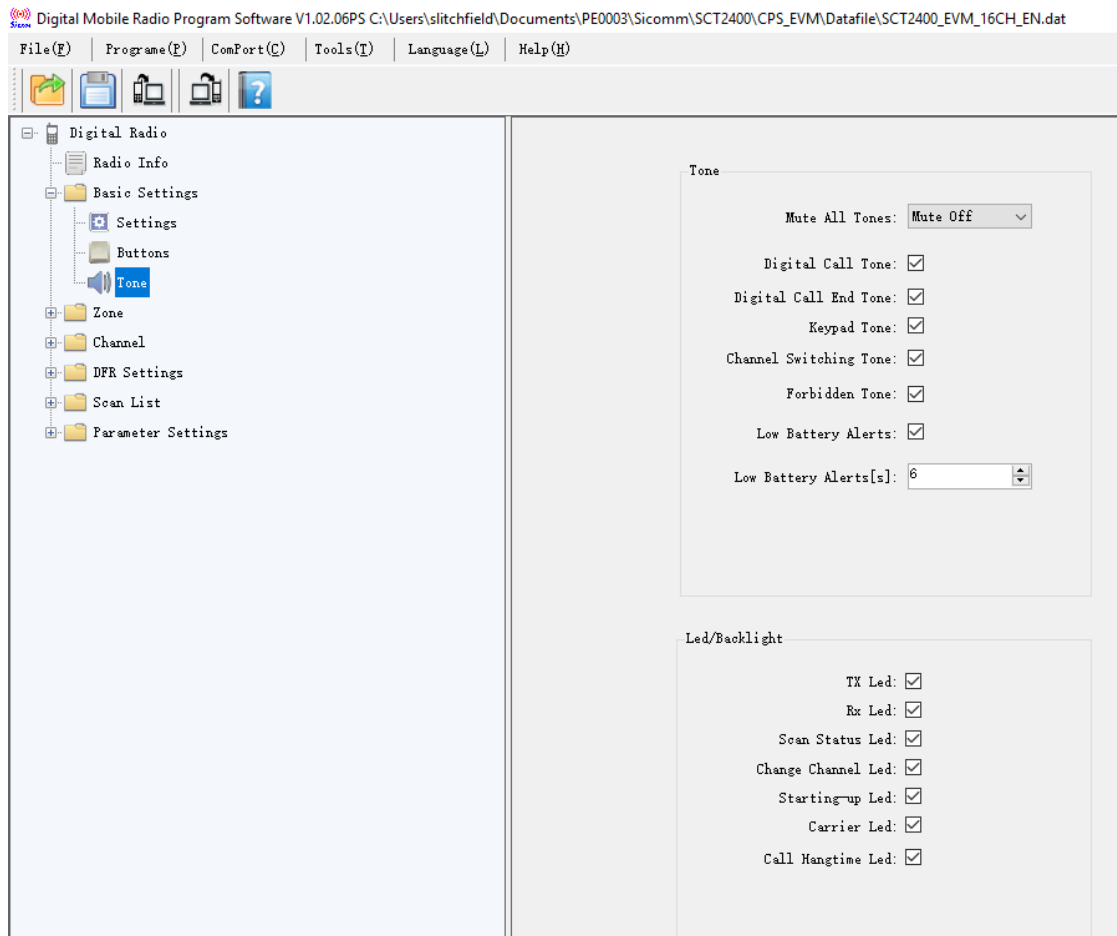 Digital Mobile Radio Program Software V1.02.06PS C:\Users\slitchfield\Documents\PE0003\Sicomm\SCT2400\CPS_EVM\Datafile\SCT2400_EVM_16CH_EN.dat
File(F) Programe(P) ComPort(C) Tools(T) Language(L) Help(H)
Digital Radio
Radio Info
Basic Settings
Settings
Buttons
Tone
Zone
Channel
DFR Settings
Scan List
Parameter Settings
Tone
Mute All Tones: Mute Off
Digital Call Tone:
Digital Call End Tone:
Keypad Tone:
Channel Switching Tone:
Forbidden Tone:
Low Battery Alerts:
Low Battery Alerts[s]: 6
Led/Backlight
TX Led:
Rx Led:
Scan Status Led:
Change Channel Led:
Starting-up Led:
Carrier Led:
Call Hangtime Led: